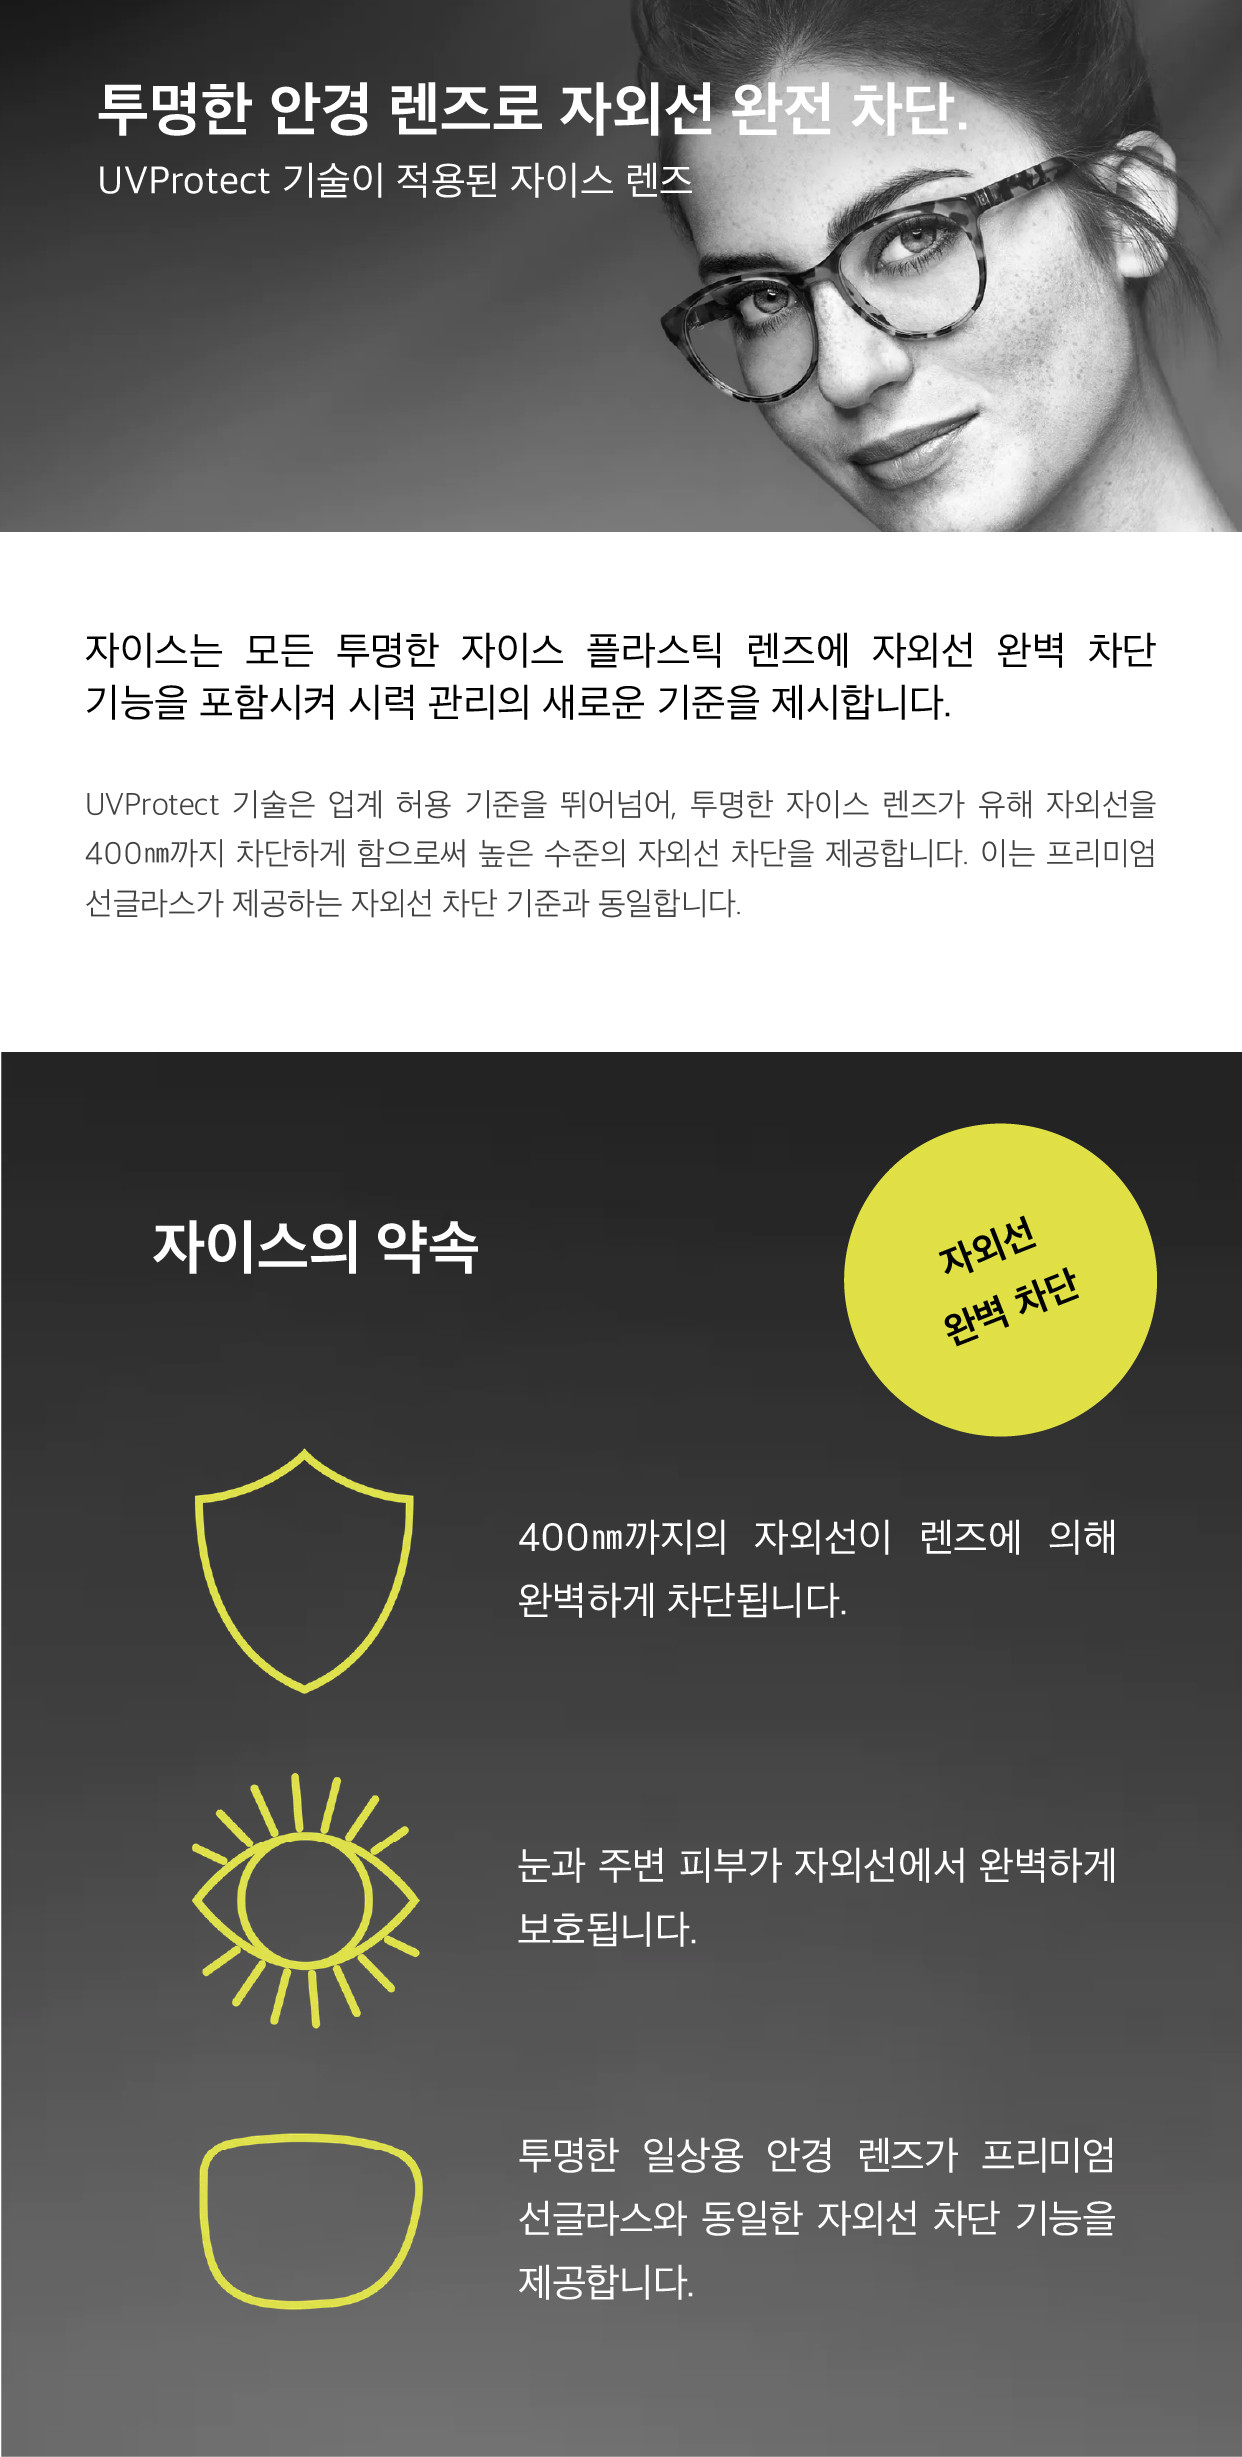 투명한 안경 렌즈로 자외선 완전 차단.
UVProtect 기술이 적용된 자이스 렌즈
자이스는 모든 투명한 자이스 플라스틱 렌즈에 자외선 완벽 차단
기능을 포함시켜 시력 관리의 새로운 기준을 제시합니다.
UVProtect 기술은 업계 허용 기준을 뛰어넘어, 투명한 자이스 렌즈가 유해 자외선을
400㎚까지 차단하게 함으로써 높은 수준의 자외선 차단을 제공합니다. 이는 프리미엄
선글라스가 제공하는 자외선 차단 기준과 동일합니다.
자이스의 약속
자외선
완벽 차단
400㎚까지의 자외선이 렌즈에 의해
완벽하게 차단됩니다.
눈과 주변 피부가 자외선에서 완벽하게
보호됩니다.
투명한 일상용 안경 렌즈가 프리미엄
선글라스와 동일한 자외선 차단 기능을
제공합니다.